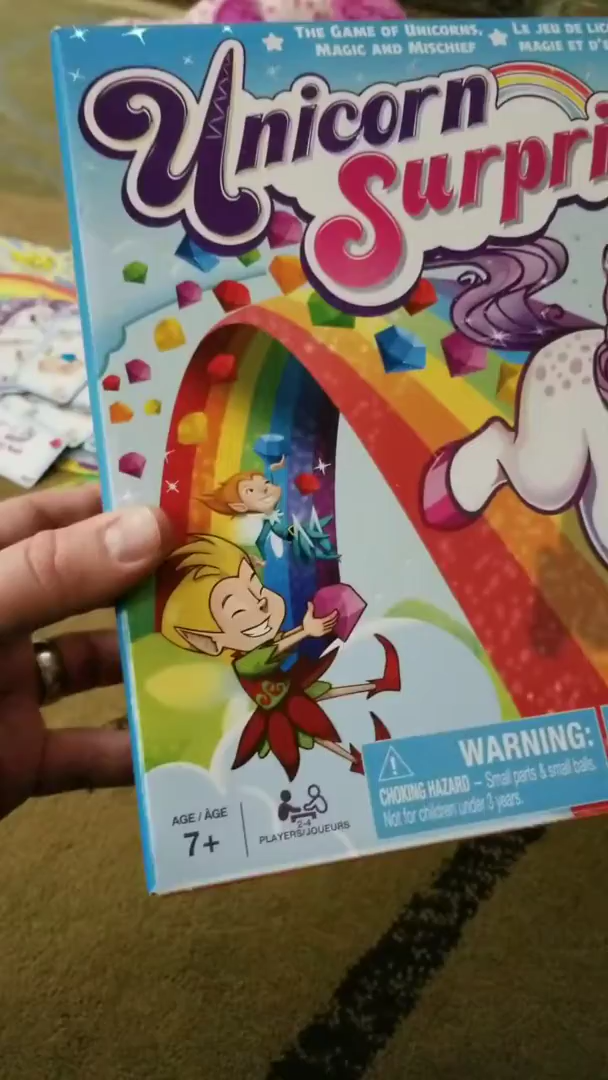 THE GAME OF UNICORNS,
MAGIC AND MISCHIEF
LE JEU DE LIC
MAGIE ET D'E
Unicorn
Surpri
WARNING:
CHOKING HAZARD — Small parts & small balls.
Not for children under 3 years.
AGE / ÂGE
7+
2-4
PLAYERS/JOUEURS